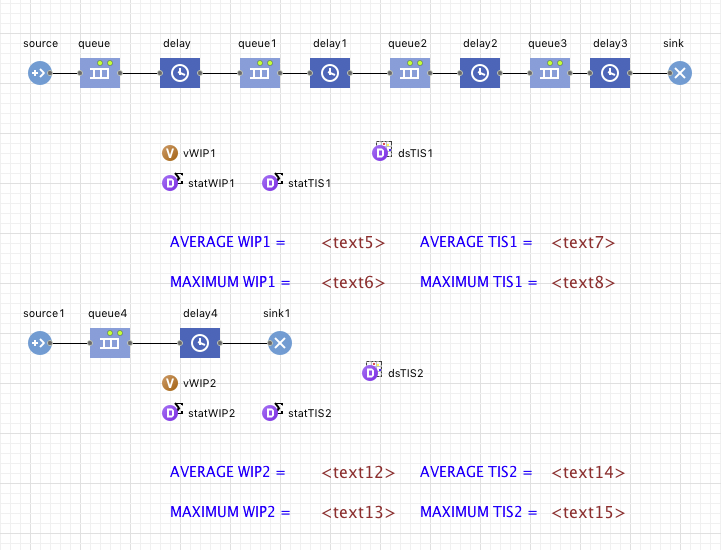 source queue delay queue1 delay1 queue2 delay2 queue3 delay3 sink
V vWIP1 D dsTIS1
D Σ statWIP1 D Σ statTIS1
AVERAGE WIP1 = <text5> AVERAGE TIS1 = <text7>
MAXIMUM WIP1 = <text6> MAXIMUM TIS1 = <text8>
source1 queue4 delay4 sink1
V vWIP2 D dsTIS2
D Σ statWIP2 D Σ statTIS2
AVERAGE WIP2 = <text12> AVERAGE TIS2 = <text14>
MAXIMUM WIP2 = <text13> MAXIMUM TIS2 = <text15>